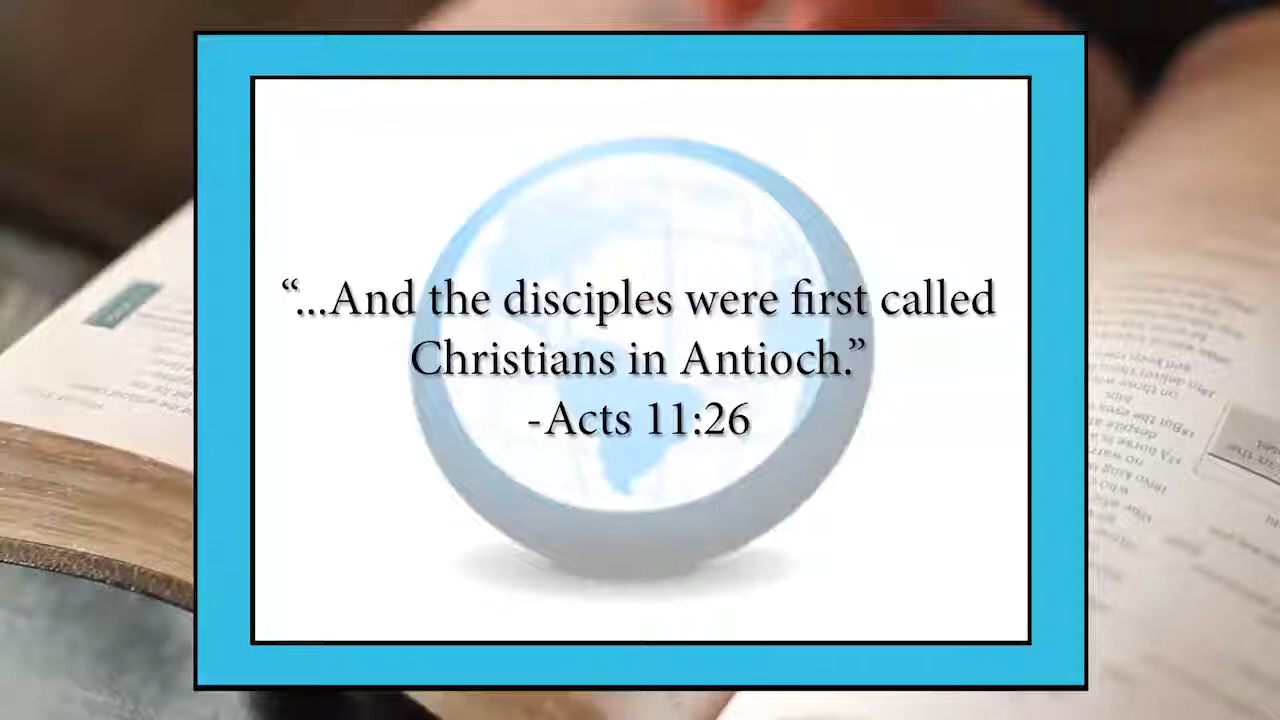 “...And the disciples were first called
Christians in Antioch.”
-Acts 11:26